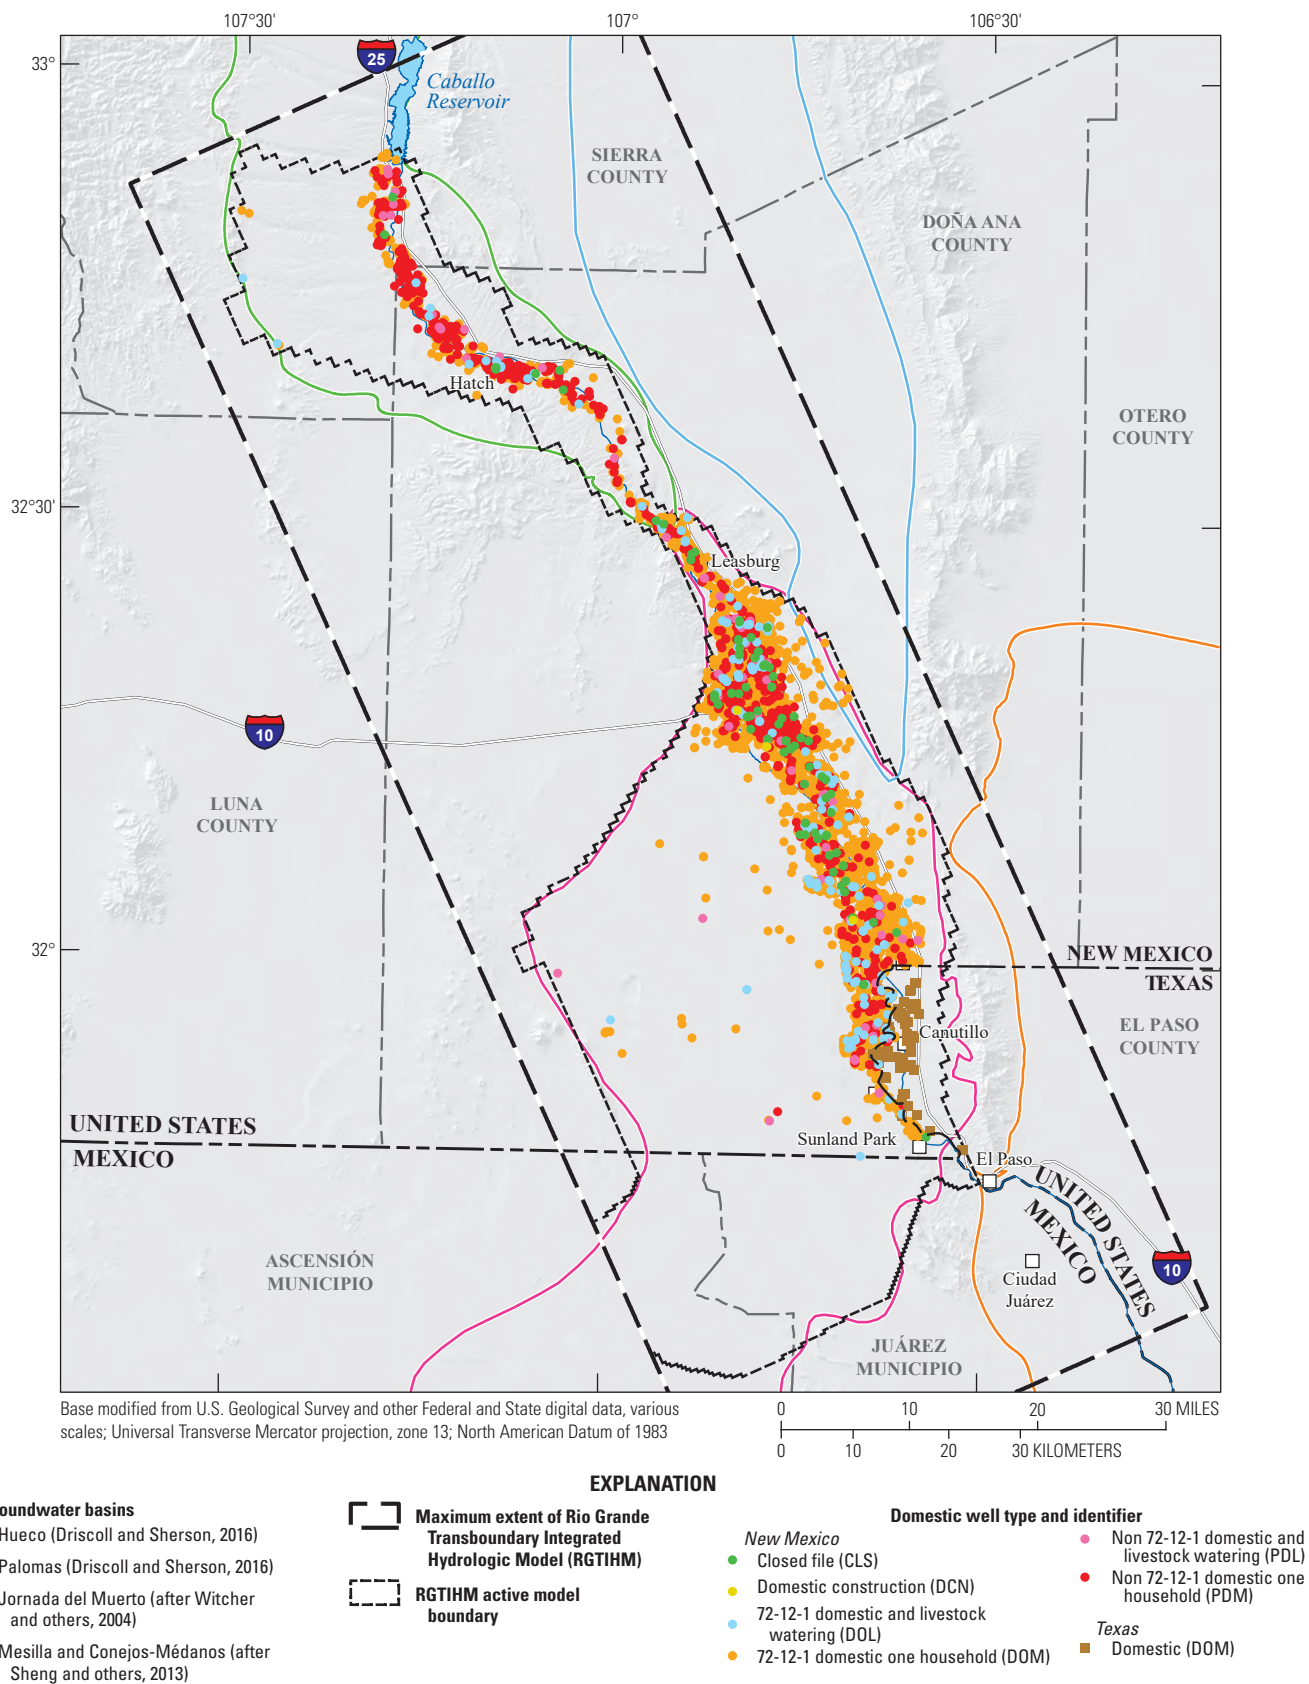 107°30'
107°
106°30'
33°
25
Caballo
Reservoir
SIERRA
COUNTY
DOÑA ANA
COUNTY
Hatch
OTERO
COUNTY
32°30'
Leasburg
10
LUNA
COUNTY
32°
NEW MEXICO
TEXAS
Canutillo
EL PASO
COUNTY
UNITED STATES
MEXICO
Sunland Park
El Paso
UNITED STATES
MEXICO
ASCENSIÓN
MUNICIPIO
10
Ciudad
Juárez
JUÁREZ
MUNICIPIO
Base modified from U.S. Geological Survey and other Federal and State digital data, various
scales; Universal Transverse Mercator projection, zone 13; North American Datum of 1983
0 10 20 30 MILES
0 10 20 30 KILOMETERS
EXPLANATION
oundwater basins
Hueco (Driscoll and Sherson, 2016)
Palomas (Driscoll and Sherson, 2016)
Jornada del Muerto (after Witcher
and others, 2004)
Mesilla and Conejos-Médanos (after
Sheng and others, 2013)
Maximum extent of Rio Grande
Transboundary Integrated
Hydrologic Model (RGTIHM)
RGTIHM active model
boundary
Domestic well type and identifier
New Mexico
Closed file (CLS)
Domestic construction (DCN)
72-12-1 domestic and livestock
watering (DOL)
72-12-1 domestic one household (DOM)
Non 72-12-1 domestic and
livestock watering (PDL)
Non 72-12-1 domestic one
household (PDM)
Texas
Domestic (DOM)